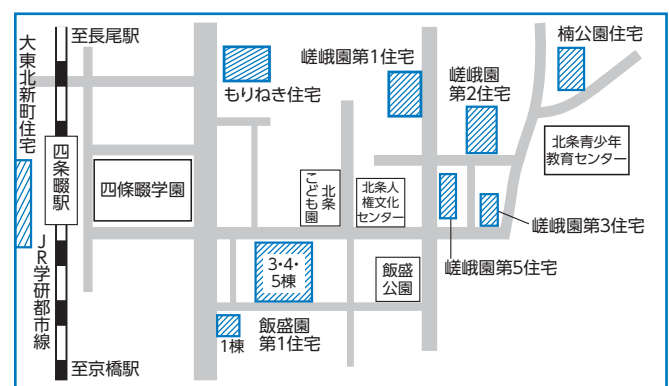 至長尾駅
大東北新町住宅
四条畷駅
JR学研都市線
至京橋駅
四條畷学園
もりねき住宅
嵯峨園第1住宅
嵯峨園
第2住宅
楠公園住宅
北条青少年
教育センター
北条
こども園
北条人
権文化
センター
嵯峨園第3住宅
嵯峨園第5住宅
飯盛
公園
3・4・
5棟
1棟
飯盛園
第1住宅